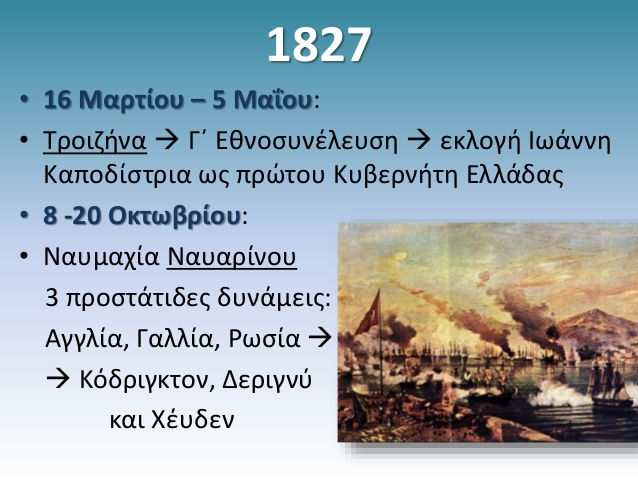 1827
• 16 Μαρτίου – 5 Μαΐου:
• Τροιζήνα → Γ΄ Εθνοσυνέλευση → εκλογή Ιωάννη
Καποδίστρια ως πρώτου Κυβερνήτη Ελλάδας
• 8 -20 Οκτωβρίου:
• Ναυμαχία Ναυαρίνου
3 προστάτιδες δυνάμεις:
Αγγλία, Γαλλία, Ρωσία →
→ Κόδριγκτον, Δεριγνύ
και Χέυδεν